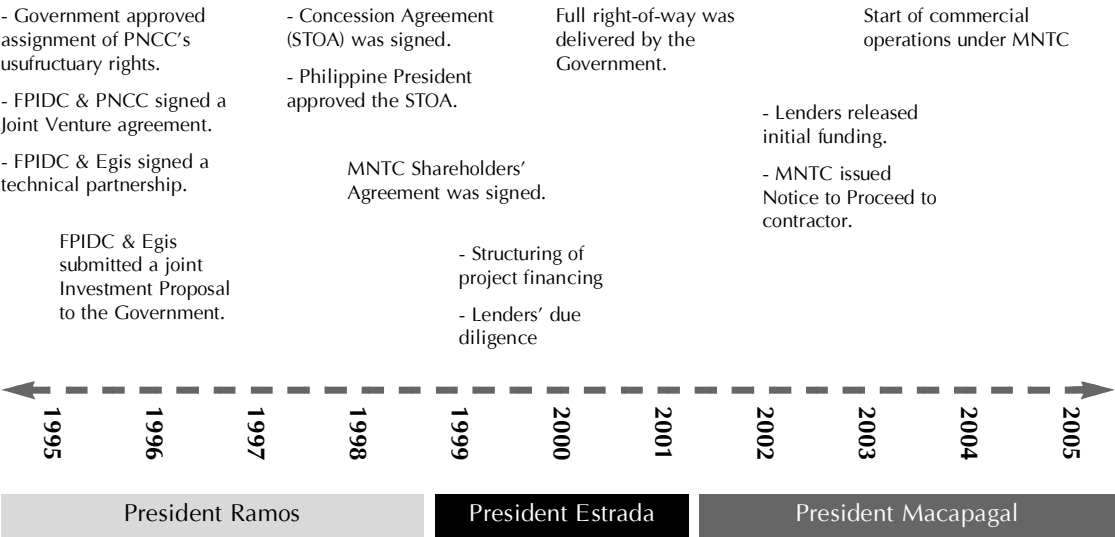 - Government approved
assignment of PNCC's
usufructuary rights.
- FPIDC & PNCC signed a
Joint Venture agreement.
- FPIDC & Egis signed a
technical partnership.
FPIDC & Egis
submitted a joint
Investment Proposal
to the Government.
- Concession Agreement
(STOA) was signed.
- Philippine President
approved the STOA.
MNTC Shareholders'
Agreement was signed.
- Structuring of
project financing
- Lenders' due
diligence
Full right-of-way was
delivered by the
Government.
- Lenders released
initial funding.
- MNTC issued
Notice to Proceed to
contractor.
Start of commercial
operations under MNTC
1995
1996
1997
1998
1999
2000
2001
2002
2003
2004
2005
President Ramos
President Estrada
President Macapagal